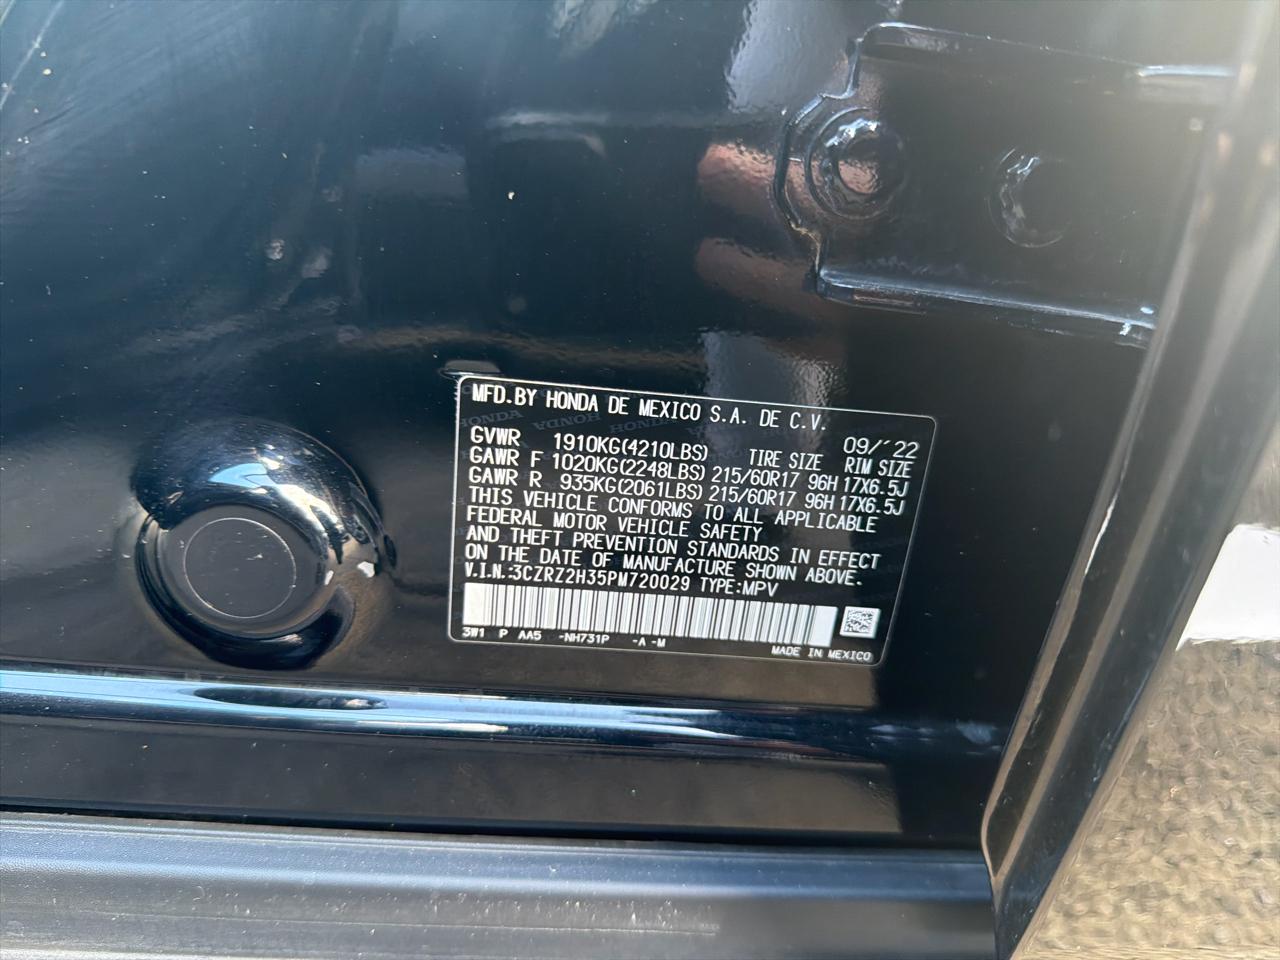 MFD.BY HONDA DE MEXICO S.A. DE C.V.
09/´22
GVWR 1910KG(4210LBS) TIRE SIZE RIM SIZE
GAWR F 1020KG(2248LBS) 215/60R17 96H 17X6.5J
GAWR R 935KG(2061LBS) 215/60R17 96H 17X6.5J
THIS VEHICLE CONFORMS TO ALL APPLICABLE
FEDERAL MOTOR VEHICLE SAFETY
AND THEFT PREVENTION STANDARDS IN EFFECT
ON THE DATE OF MANUFACTURE SHOWN ABOVE.
V.I.N.:3CZRZ2H35PM720029 TYPE:MPV
3W1 P AA5 -NH731P -A -M
MADE IN MEXICO